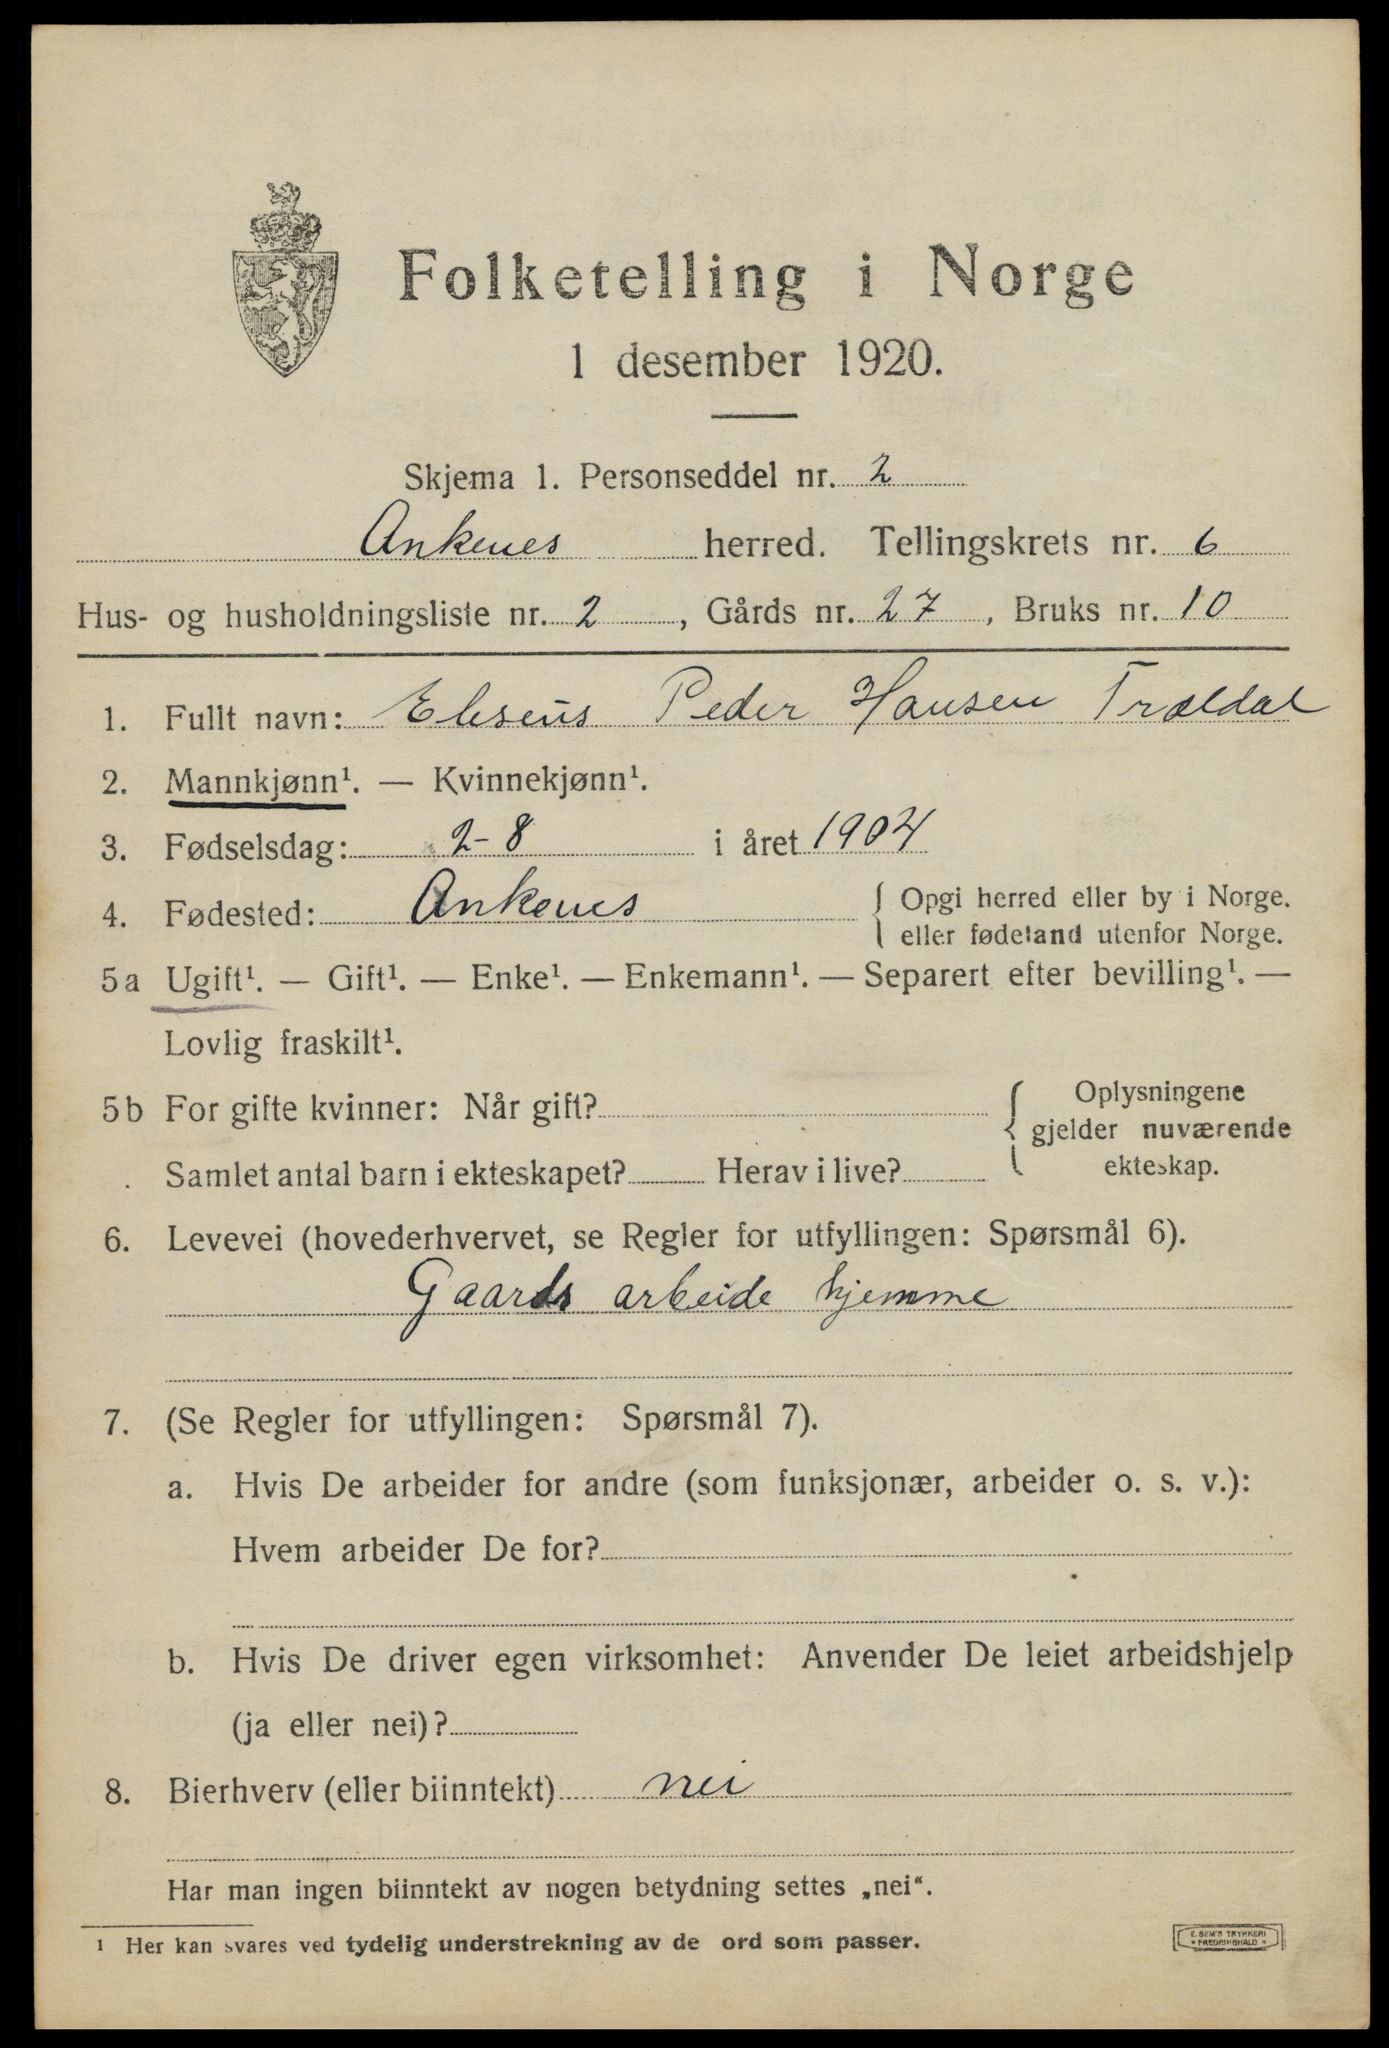 Folketelling i Norge
1 desember 1920.
Skjema 1. Personseddel nr. 2
Ankenes herred. Tellingskrets nr. 6
Hus- og husholdningsliste nr. 2, Gårds nr. 27, Bruks nr. 10
1. Fullt navn: Eliseus Peder Hansen Trældal
2. Mannkjønn¹. — Kvinnekjønn¹.
3. Fødselsdag: 2-8 i året 1904
4. Fødested: Ankenes { Opgi herred eller by i Norge.
eller fødeland utenfor Norge.
5a Ugift¹. — Gift¹. — Enke¹. — Enkemann¹. — Separert efter bevilling¹. —
Lovlig fraskilt¹.
5b For gifte kvinner: Når gift? { Oplysningene
gjelder nuværende
Samlet antal barn i ekteskapet? Herav i live? ekteskap.
6. Levevei (hovederhvervet, se Regler for utfyllingen: Spørsmål 6).
Gaards arbeide hjemme
7. (Se Regler for utfyllingen: Spørsmål 7).
a. Hvis De arbeider for andre (som funksjonær, arbeider o. s. v.):
Hvem arbeider De for?
b. Hvis De driver egen virksomhet: Anvender De leiet arbeidshjelp
(ja eller nei)?
8. Bierhverv (eller biinntekt) nei
Har man ingen biinntekt av nogen betydning settes „nei“.
¹ Her kan svares ved tydelig understrekning av de ord som passer.
E. SEM'S TRYKKERI
* FREDRIKSHALD *